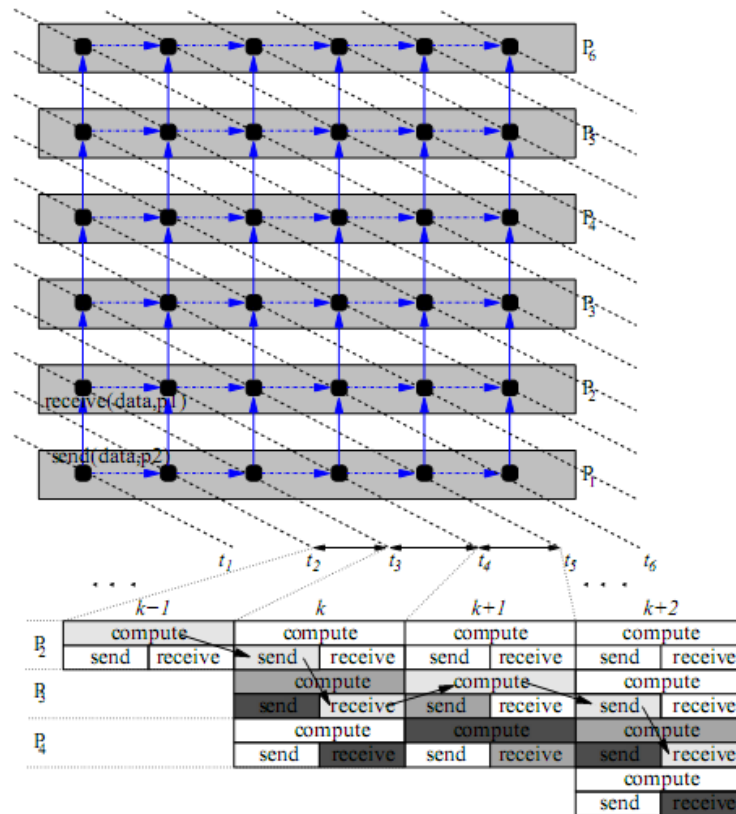 P6
P5
P4
P3
receive(data,p1)
P2
send(data,p2)
P1
t1 t2 t3 t4 t5 t6
. . . . . .
k−1 k k+1 k+2
compute compute compute compute
P2
send receive send receive send receive send receive
compute compute compute
P3
send receive send receive send receive
compute compute compute
P4
send receive send receive send receive
compute
send receive